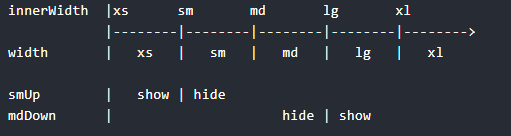 innerWidth  |xs      sm       md       lg       xl
            |--------|--------|--------|--------|-------->
width       |   xs   |   sm   |   md   |   lg   |   xl

smUp        |   show | hide
mdDown      |                     hide | show